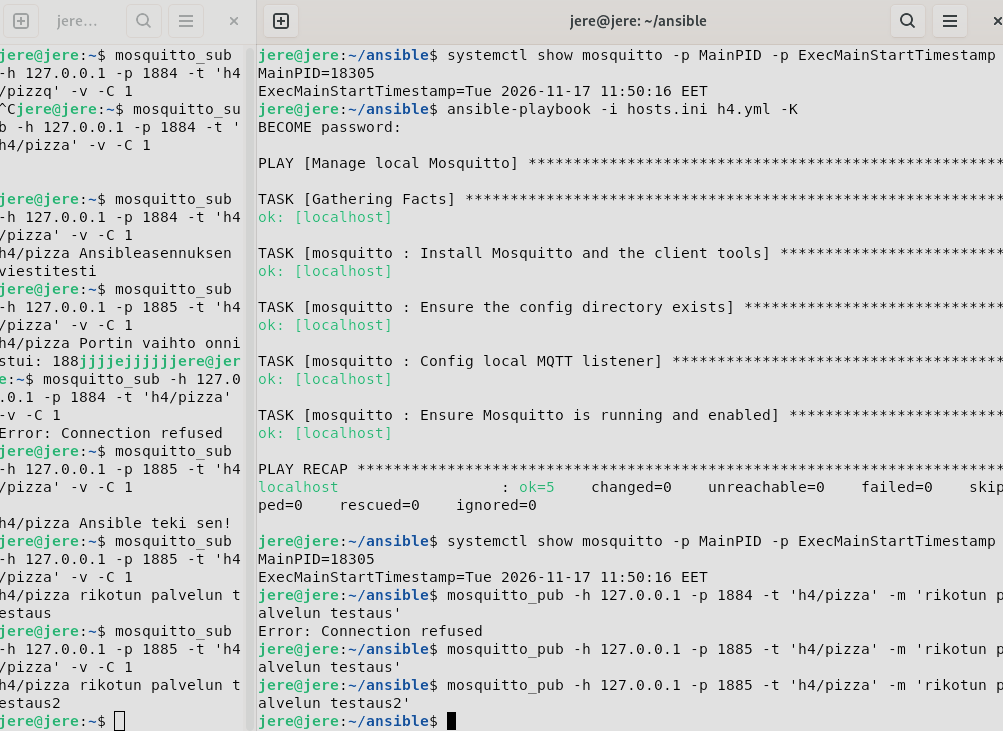 jere...
jere@jere: ~/ansible
jere@jere:~$ mosquitto_sub
-h 127.0.0.1 -p 1884 -t 'h4
/pizzq' -v -C 1
^Cjere@jere:~$ mosquitto_su
b -h 127.0.0.1 -p 1884 -t '
h4/pizza' -v -C 1
jere@jere:~$ mosquitto_sub
-h 127.0.0.1 -p 1884 -t 'h4
/pizza' -v -C 1
h4/pizza Ansibleasennuksen
viestitesti
jere@jere:~$ mosquitto_sub
-h 127.0.0.1 -p 1885 -t 'h4
/pizza' -v -C 1
h4/pizza Portin vaihto onni
stui: 188jjjjejjjjjjere@jer
e:~$ mosquitto_sub -h 127.0
.0.1 -p 1884 -t 'h4/pizza'
-v -C 1
Error: Connection refused
jere@jere:~$ mosquitto_sub
-h 127.0.0.1 -p 1885 -t 'h4
/pizza' -v -C 1
h4/pizza Ansible teki sen!
jere@jere:~$ mosquitto_sub
-h 127.0.0.1 -p 1885 -t 'h4
/pizza' -v -C 1
h4/pizza rikotun palvelun t
estaus
jere@jere:~$ mosquitto_sub
-h 127.0.0.1 -p 1885 -t 'h4
/pizza' -v -C 1
h4/pizza rikotun palvelun t
estaus2
jere@jere:~$
jere@jere:~/ansible$ systemctl show mosquitto -p MainPID -p ExecMainStartTimestamp
MainPID=18305
ExecMainStartTimestamp=Tue 2026-11-17 11:50:16 EET
jere@jere:~/ansible$ ansible-playbook -i hosts.ini h4.yml -K
BECOME password:
PLAY [Manage local Mosquitto] *****************************************************
TASK [Gathering Facts] ************************************************************
ok: [localhost]
TASK [mosquitto : Install Mosquitto and the client tools] *************************
ok: [localhost]
TASK [mosquitto : Ensure the config directory exists] *****************************
ok: [localhost]
TASK [mosquitto : Config local MQTT listener] *************************************
ok: [localhost]
TASK [mosquitto : Ensure Mosquitto is running and enabled] ************************
ok: [localhost]
PLAY RECAP ************************************************************************
localhost                  : ok=5    changed=0    unreachable=0    failed=0    skip
ped=0    rescued=0    ignored=0
jere@jere:~/ansible$ systemctl show mosquitto -p MainPID -p ExecMainStartTimestamp
MainPID=18305
ExecMainStartTimestamp=Tue 2026-11-17 11:50:16 EET
jere@jere:~/ansible$ mosquitto_pub -h 127.0.0.1 -p 1884 -t 'h4/pizza' -m 'rikotun p
alvelun testaus'
Error: Connection refused
jere@jere:~/ansible$ mosquitto_pub -h 127.0.0.1 -p 1885 -t 'h4/pizza' -m 'rikotun p
alvelun testaus'
jere@jere:~/ansible$ mosquitto_pub -h 127.0.0.1 -p 1885 -t 'h4/pizza' -m 'rikotun p
alvelun testaus2'
jere@jere:~/ansible$